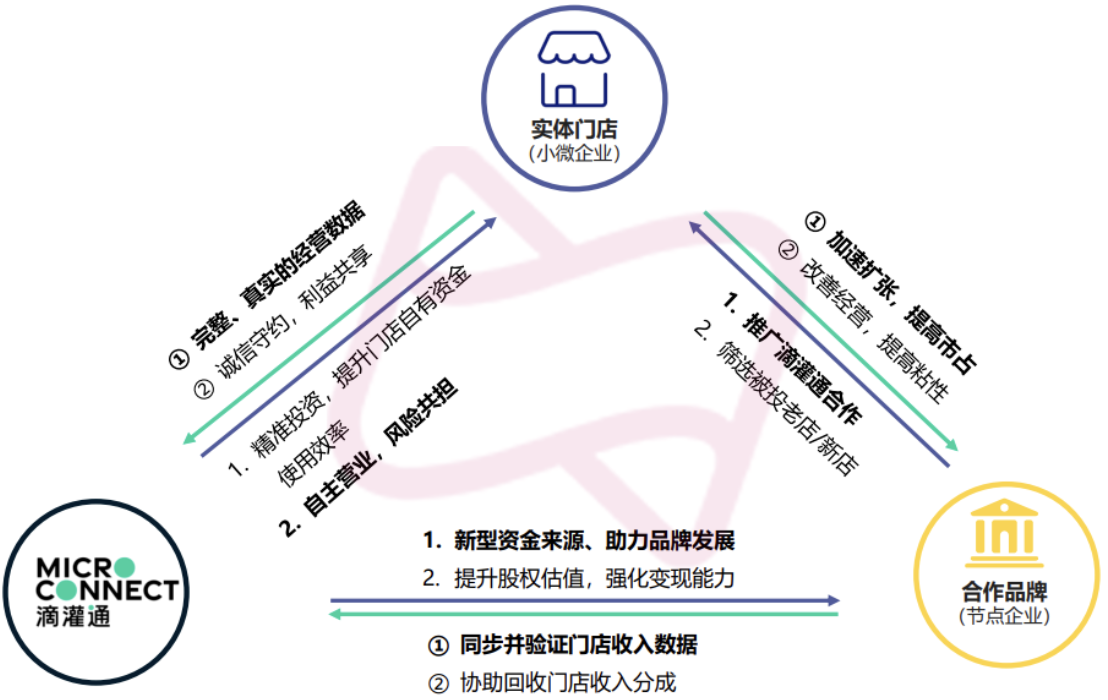 实体门店
(小微企业)
① 完整、真实的经营数据
② 诚信守约，利益共享
1. 精准投资，提升门店自有资金
使用效率
2. 自主营业，风险共担
① 加速扩张，提高市占
② 改善经营，提高粘性
1. 推广滴灌通合作
2. 筛选被投老店/新店
MICRO
CONNECT
滴灌通
1. 新型资金来源、助力品牌发展
2. 提升股权估值，强化变现能力
① 同步并验证门店收入数据
② 协助回收门店收入分成
合作品牌
(节点企业)